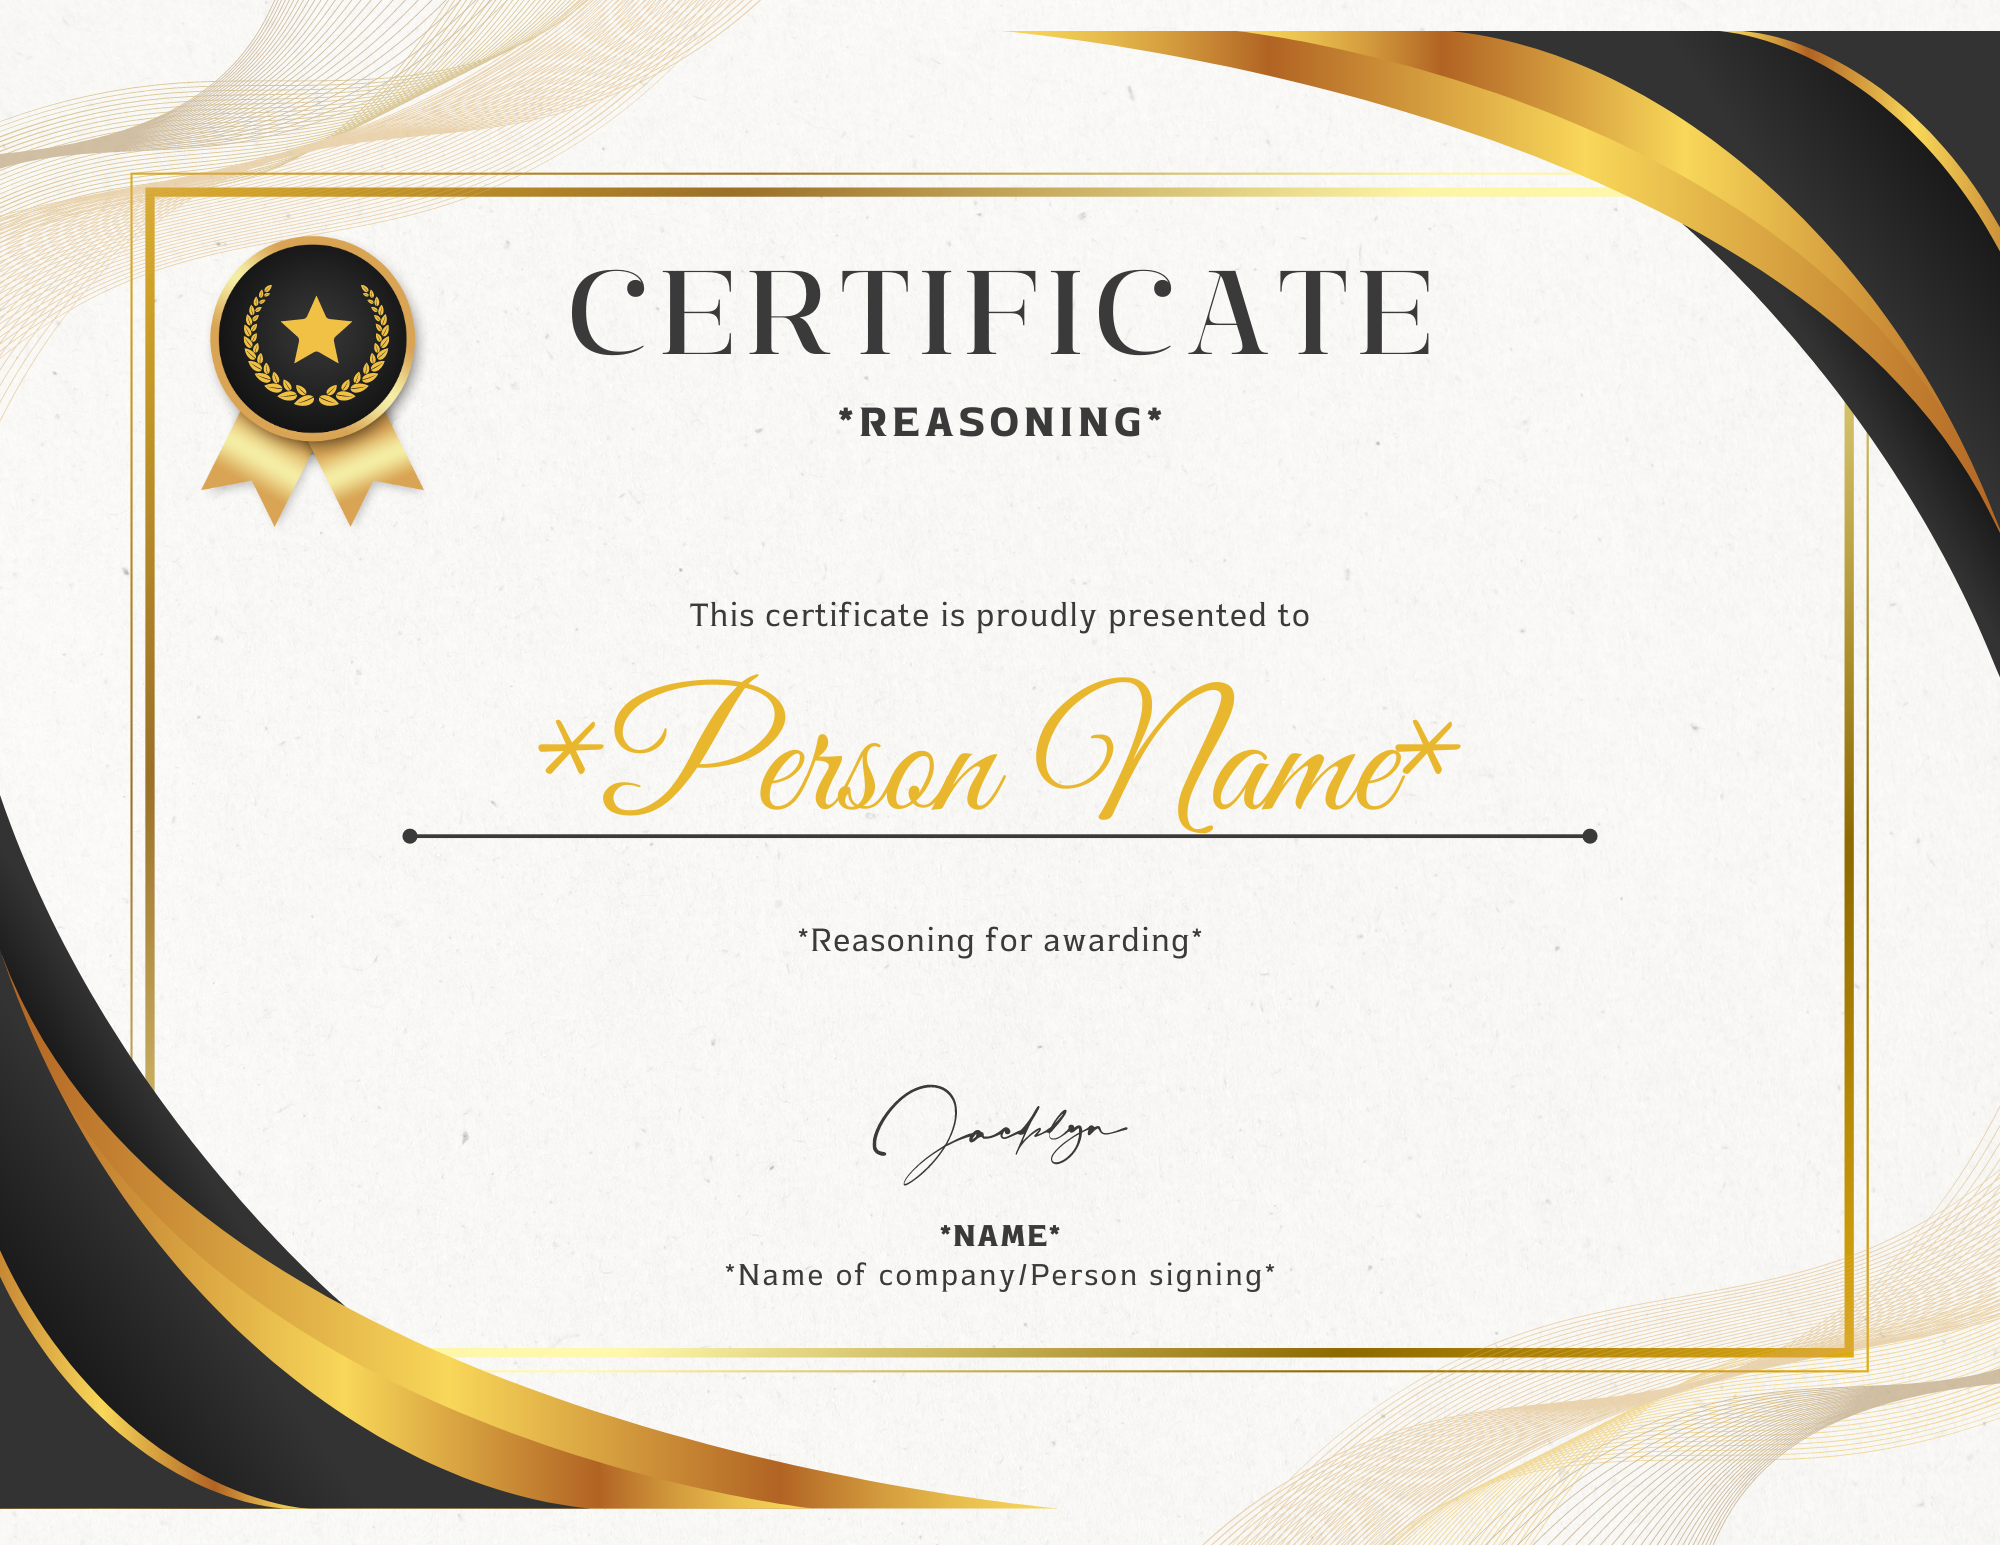 CERTIFICATE
*REASONING*
This certificate is proudly presented to
*Person Name*
*Reasoning for awarding*
Jacklyn
*NAME*
*Name of company/Person signing*